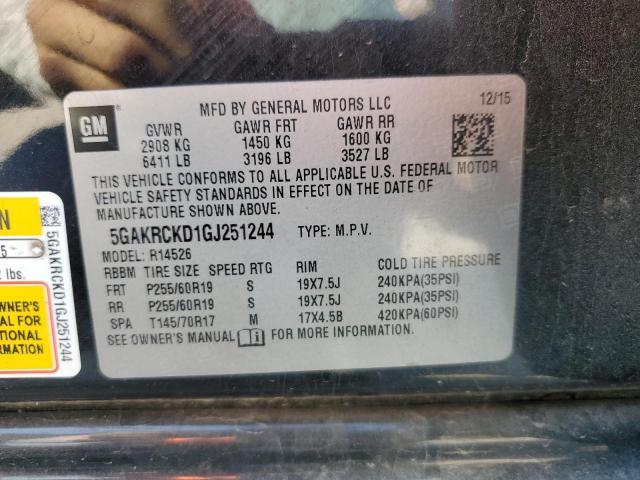 GM
MFD BY GENERAL MOTORS LLC
12/15
GVWR GAWR FRT GAWR RR
2908 KG 1450 KG 1600 KG
6411 LB 3196 LB 3527 LB
THIS VEHICLE CONFORMS TO ALL APPLICABLE U.S. FEDERAL MOTOR
VEHICLE SAFETY STANDARDS IN EFFECT ON THE DATE OF
MANUFACTURE SHOWN ABOVE.
5GAKRCKD1GJ251244 TYPE: M.P.V.
MODEL: R14526
RBBM TIRE SIZE SPEED RTG RIM COLD TIRE PRESSURE
FRT P255/60R19 S 19X7.5J 240KPA(35PSI)
RR P255/60R19 S 19X7.5J 240KPA(35PSI)
SPA T145/70R17 M 17X4.5B 420KPA(60PSI)
SEE OWNER'S MANUAL FOR MORE INFORMATION.
N
5
lbs.
OWNER'S
AL FOR
TIONAL
RMATION
5GAKRCKD1GJ251244